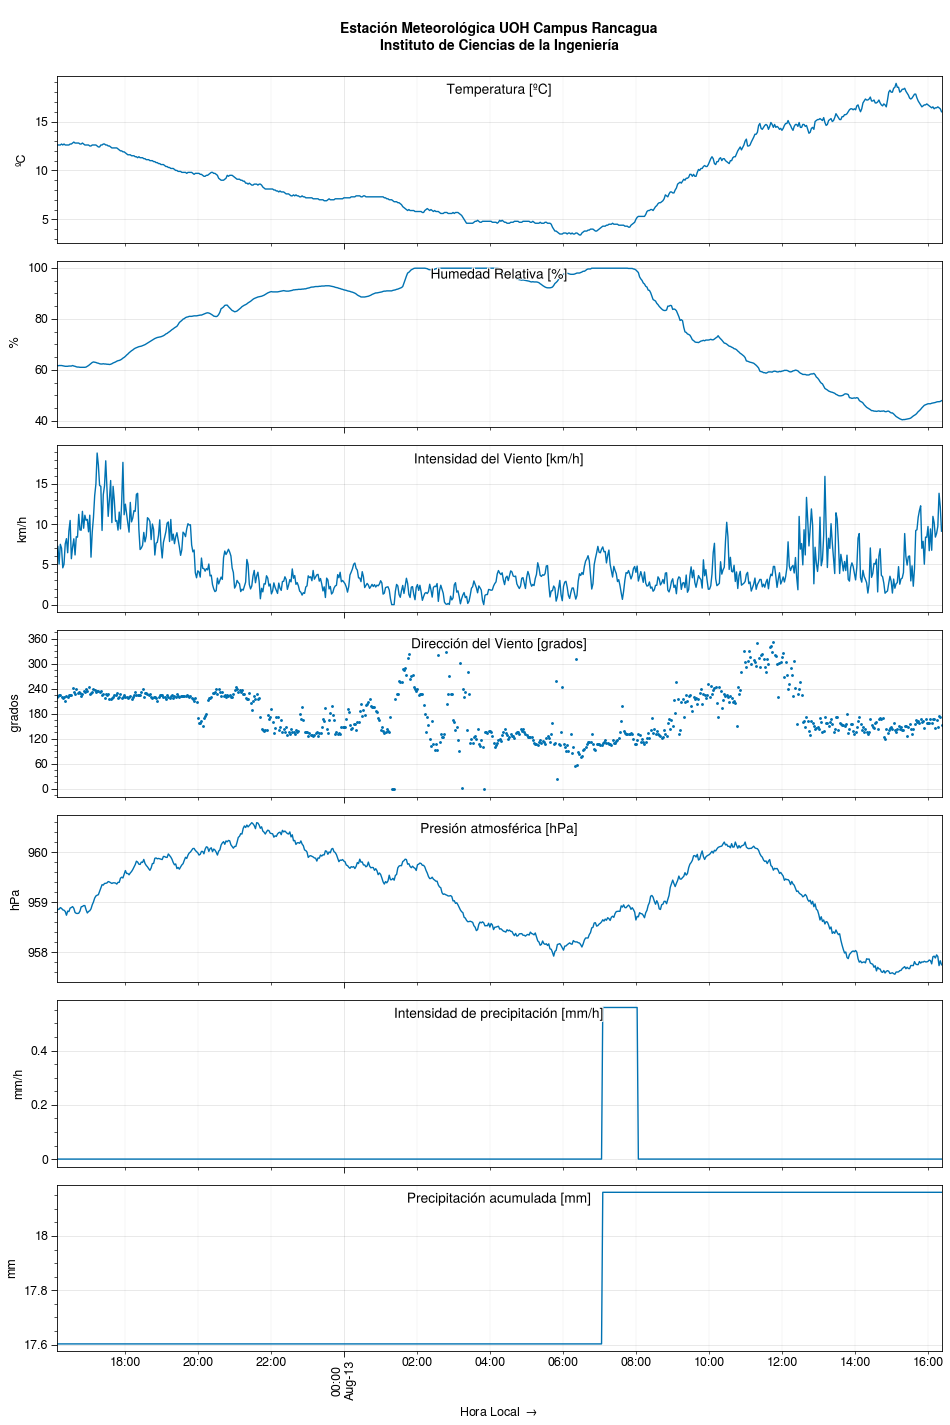 Estación Meteorológica UOH Campus Rancagua
Instituto de Ciencias de la Ingeniería
Temperatura [ºC]
15
10
5
ºC
Humedad Relativa [%]
100
80
60
40
%
Intensidad del Viento [km/h]
15
10
5
0
km/h
Dirección del Viento [grados]
360
300
240
180
120
60
0
grados
Presión atmosférica [hPa]
960
959
958
hPa
Intensidad de precipitación [mm/h]
0.4
0.2
0
mm/h
Precipitación acumulada [mm]
18
17.8
17.6
mm
18:00 20:00 22:00 00:00 02:00 04:00 06:00 08:00 10:00 12:00 14:00 16:00
Aug-13
Hora Local →